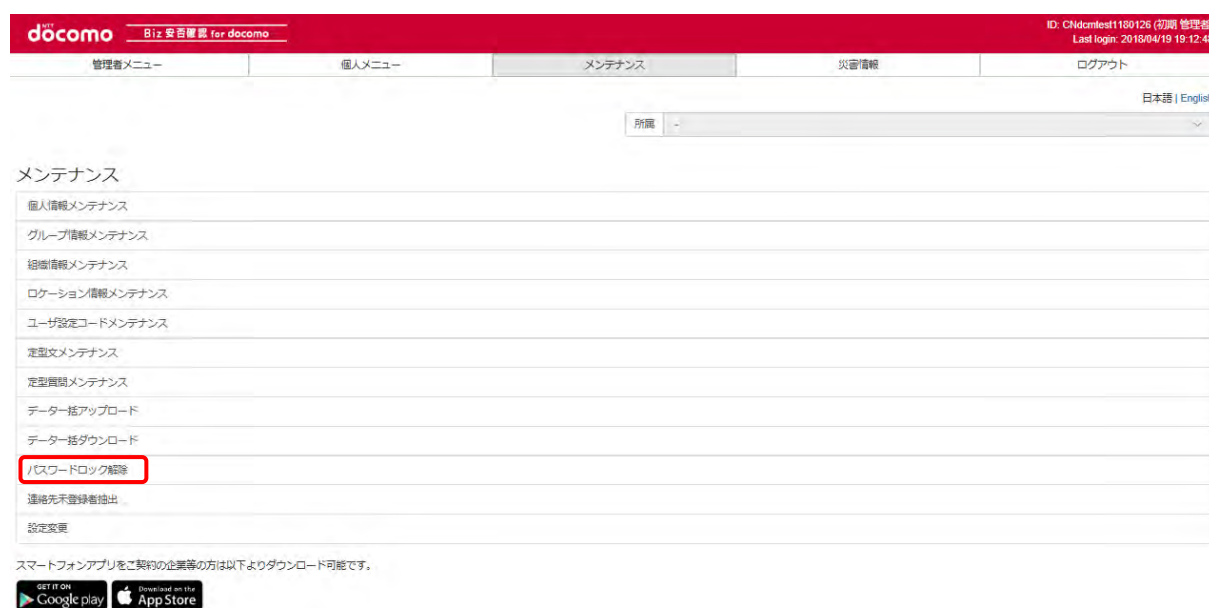 NTT
döcomo Biz 安否確認 for docomo
ID: CNdcmtest1180126 (初期 管理者
Last login: 2018/04/19 19:12:48
管理者メニュー 個人メニュー メンテナンス 災害情報 ログアウト
日本語 | English
所属 -
メンテナンス
個人情報メンテナンス
グループ情報メンテナンス
組織情報メンテナンス
ロケーション情報メンテナンス
ユーザ設定コードメンテナンス
定型文メンテナンス
定型質問メンテナンス
データ一括アップロード
データ一括ダウンロード
パスワードロック解除
連絡先未登録者抽出
設定変更
スマートフォンアプリをご契約の企業等の方は以下よりダウンロード可能です。
GET IT ON Google play Download on the App Store